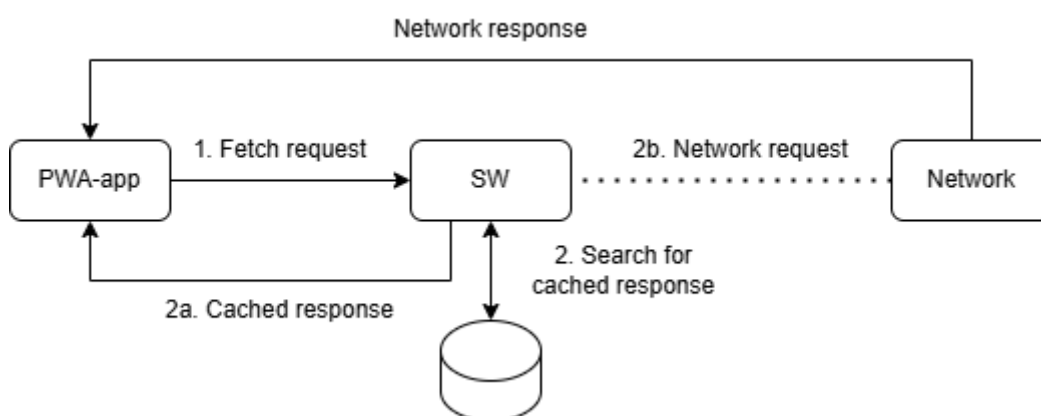 Network response
1. Fetch request
2b. Network request
PWA-app
SW
Network
2. Search for
cached response
2a. Cached response